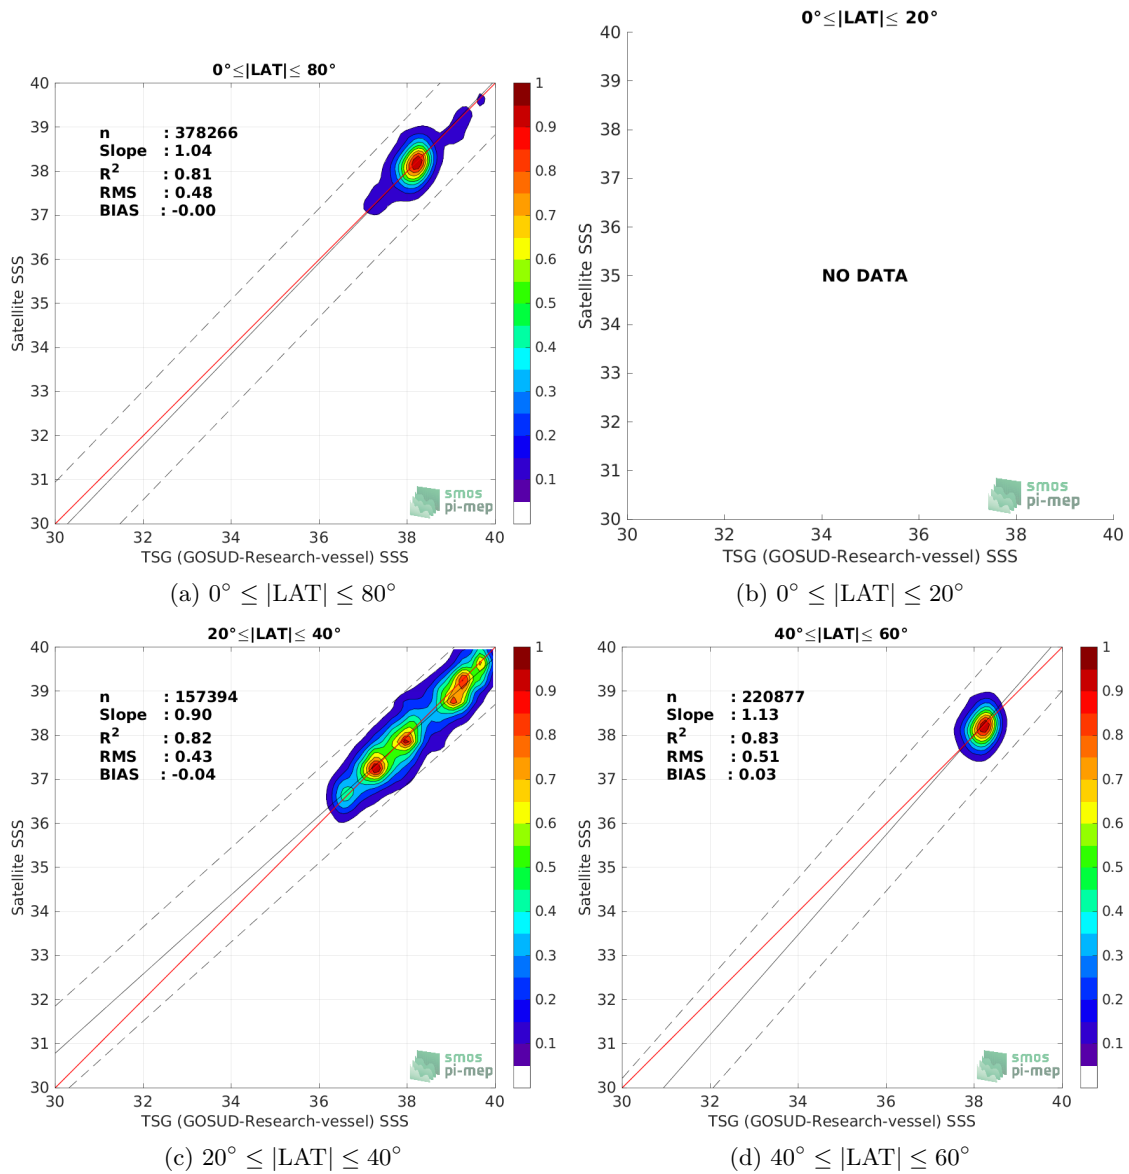 0°≤|LAT|≤ 80°
n : 378266
Slope : 1.04
R² : 0.81
RMS : 0.48
BIAS : -0.00
40
39
38
37
36
35
34
33
32
31
30
Satellite SSS
30 32 34 36 38 40
TSG (GOSUD-Research-vessel) SSS
1
0.9
0.8
0.7
0.6
0.5
0.4
0.3
0.2
0.1
smos
pi-mep
(a) 0° ≤ |LAT| ≤ 80°
0°≤|LAT|≤ 20°
40
39
38
37
36
35
34
33
32
31
30
Satellite SSS
NO DATA
30 32 34 36 38 40
TSG (GOSUD-Research-vessel) SSS
smos
pi-mep
(b) 0° ≤ |LAT| ≤ 20°
20°≤|LAT|≤ 40°
n : 157394
Slope : 0.90
R² : 0.82
RMS : 0.43
BIAS : -0.04
40
39
38
37
36
35
34
33
32
31
30
Satellite SSS
30 32 34 36 38 40
TSG (GOSUD-Research-vessel) SSS
1
0.9
0.8
0.7
0.6
0.5
0.4
0.3
0.2
0.1
smos
pi-mep
(c) 20° ≤ |LAT| ≤ 40°
40°≤|LAT|≤ 60°
n : 220877
Slope : 1.13
R² : 0.83
RMS : 0.51
BIAS : 0.03
40
39
38
37
36
35
34
33
32
31
30
Satellite SSS
30 32 34 36 38 40
TSG (GOSUD-Research-vessel) SSS
1
0.9
0.8
0.7
0.6
0.5
0.4
0.3
0.2
0.1
smos
pi-mep
(d) 40° ≤ |LAT| ≤ 60°